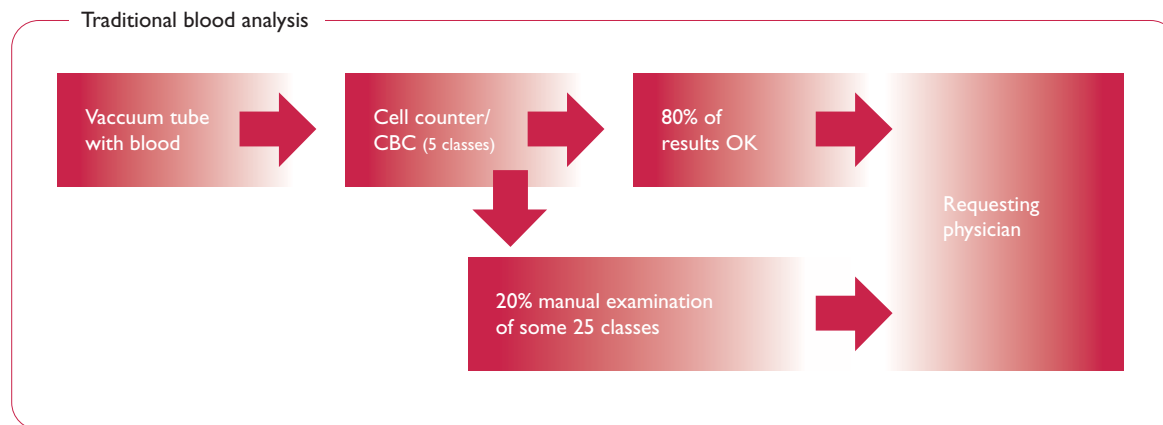 Traditional blood analysis
Vaccuum tube
with blood
Cell counter/
CBC (5 classes)
80% of
results OK
Requesting
physician
20% manual examination
of some 25 classes